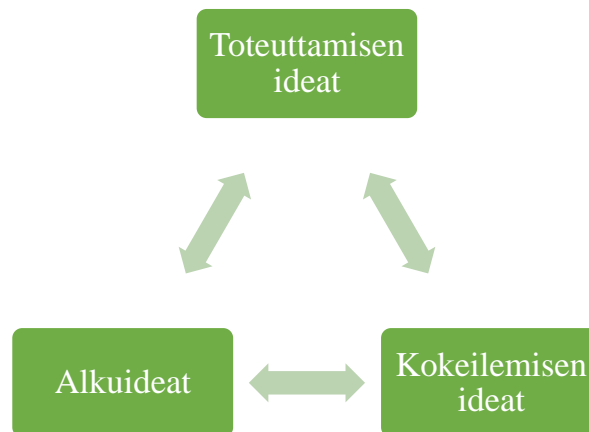 Toteuttamisen
ideat
Alkuideat
Kokeilemisen
ideat